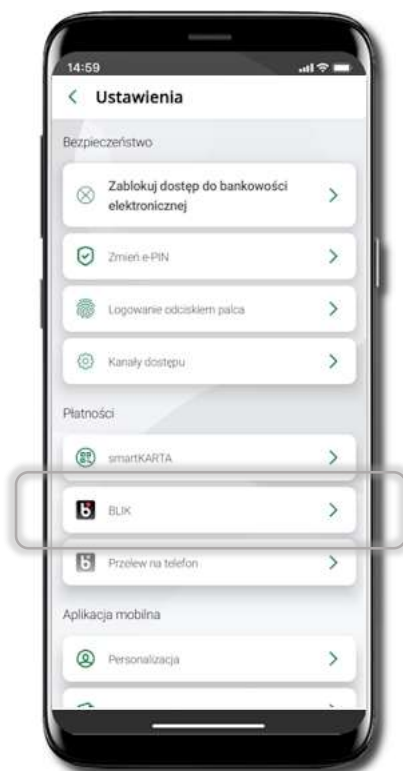 14:59
Ustawienia
Bezpieczeństwo
Zablokuj dostęp do bankowości
elektronicznej
Zmień e-PIN
Logowanie odciskiem palca
Kanały dostępu
Płatności
smartKARTA
BLIK
Przelew na telefon
Aplikacja mobilna
Personalizacja